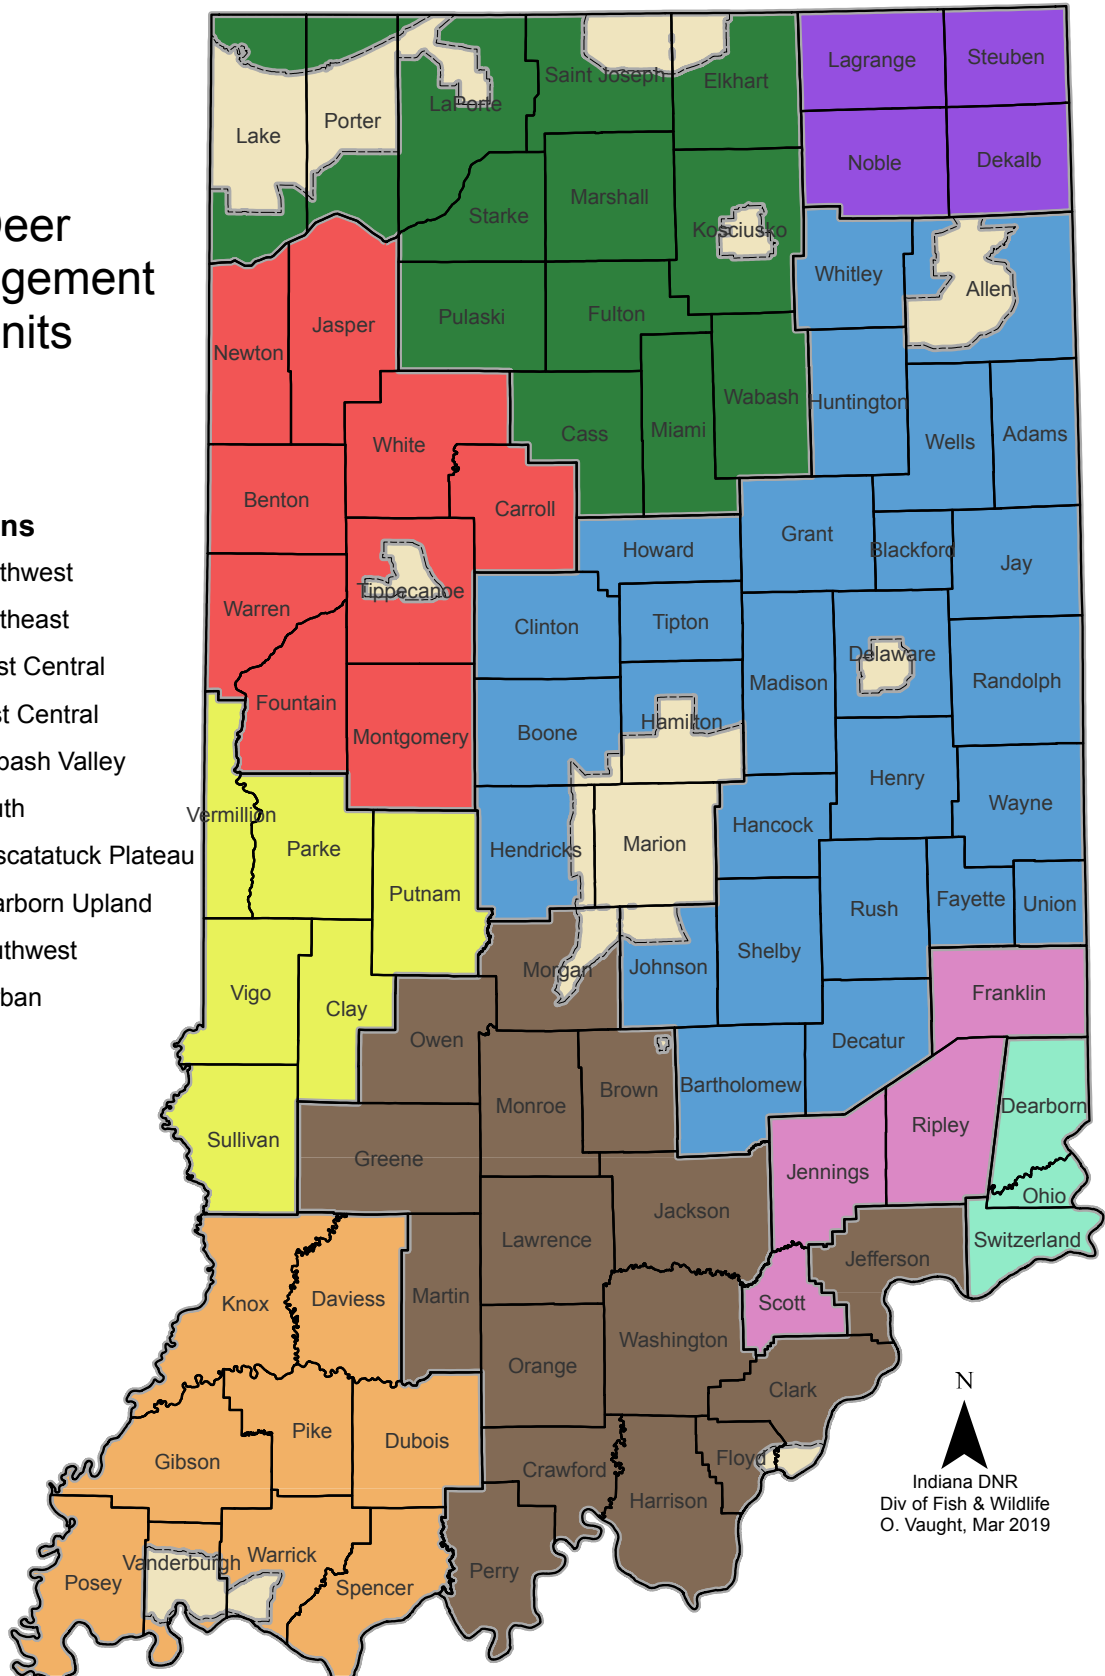 eer
gement
nits
ns
thwest
theast
st Central
t Central
bash Valley
uth
scatatuck Plateau
arborn Upland
uthwest
ban
Lagrange
Steuben
Saint Joseph
Elkhart
LaPorte
Porter
Lake
Noble
Dekalb
Marshall
Starke
Kosciusko
Whitley
Allen
Pulaski
Fulton
Jasper
Newton
Wabash
Huntington
Cass
Miami
Wells
Adams
White
Benton
Carroll
Grant
Howard
Blackford
Jay
Tippecanoe
Warren
Clinton
Tipton
Delaware
Madison
Randolph
Fountain
Montgomery
Boone
Hamilton
Henry
Wayne
Vermillion
Parke
Hendricks
Marion
Hancock
Putnam
Rush
Fayette
Union
Shelby
Morgan
Johnson
Vigo
Clay
Franklin
Owen
Decatur
Monroe
Brown
Bartholomew
Dearborn
Ripley
Sullivan
Greene
Jennings
Ohio
Jackson
Lawrence
Switzerland
Jefferson
Knox
Daviess
Martin
Scott
Washington
Orange
Clark
Pike
Dubois
Gibson
Crawford
Floyd
Harrison
Vanderburgh
Warrick
Posey
Spencer
Perry
N
Indiana DNR
Div of Fish & Wildlife
O. Vaught, Mar 2019